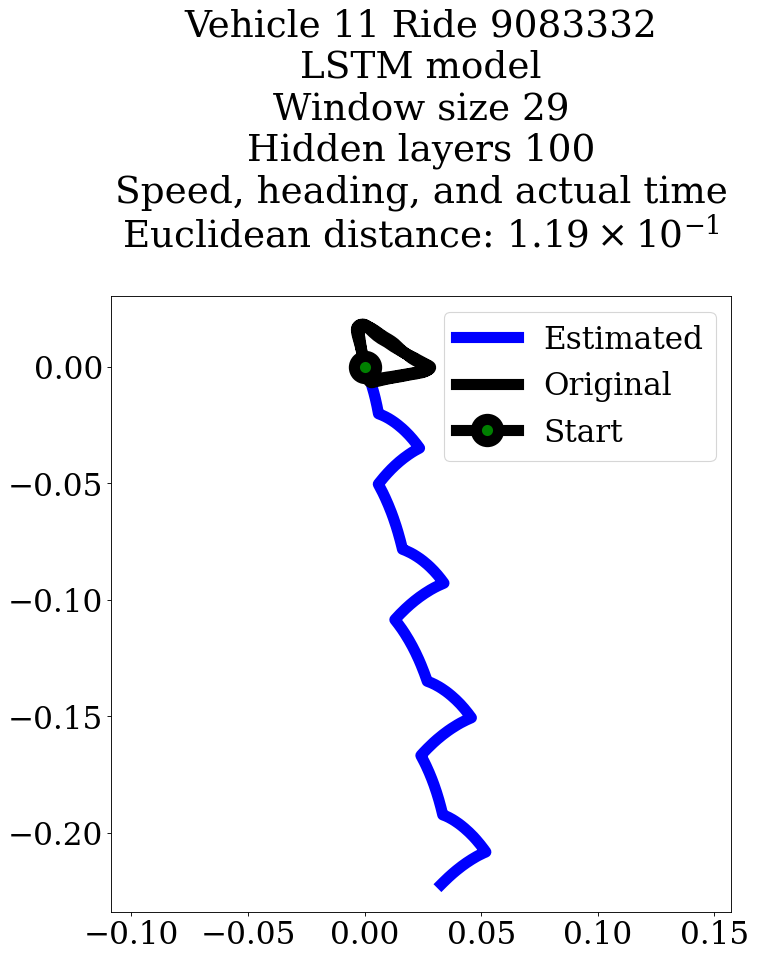 Vehicle 11 Ride 9083332
LSTM model
Window size 29
Hidden layers 100
Speed, heading, and actual time
Euclidean distance: 1.19 × 10⁻¹
Estimated
Original
Start
0.00
−0.05
−0.10
−0.15
−0.20
−0.10 −0.05 0.00 0.05 0.10 0.15